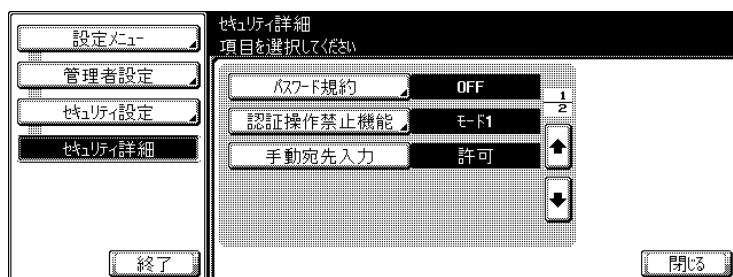 設定メニュー
管理者設定
セキュリティ設定
セキュリティ詳細
終了
セキュリティ詳細
項目を選択してください
パスワード規約 OFF
認証操作禁止機能 モード1
手動宛先入力 許可
1
2
閉じる